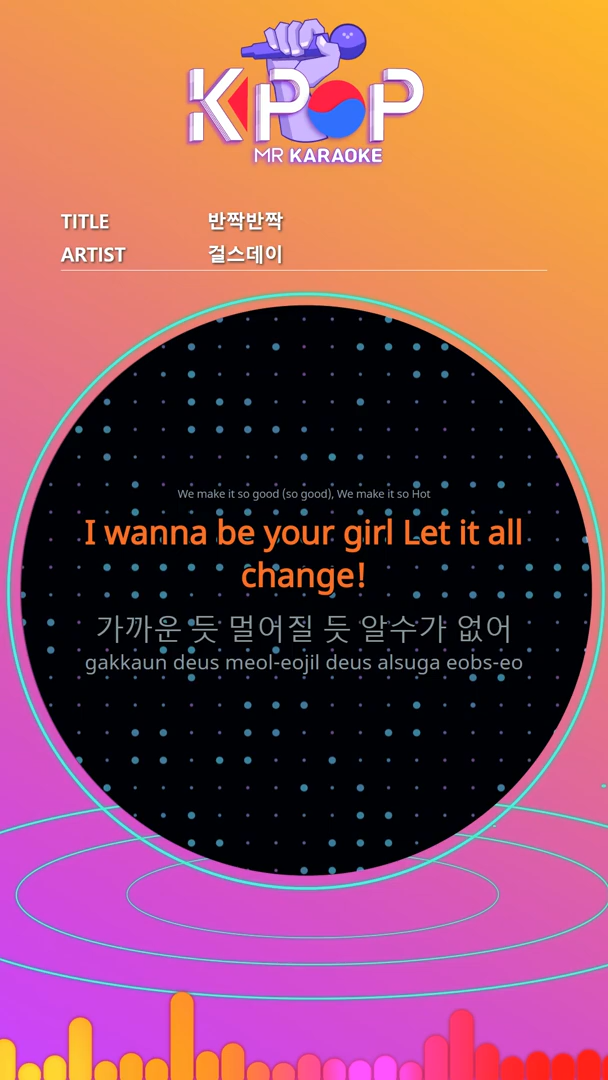 KPOP
MR KARAOKE
TITLE 반짝반짝
ARTIST 걸스데이
We make it so good (so good), We make it so Hot
I wanna be your girl Let it all
change!
가까운 듯 멀어질 듯 알수가 없어
gakkaun deus meol-eojil deus alsuga eobs-eo